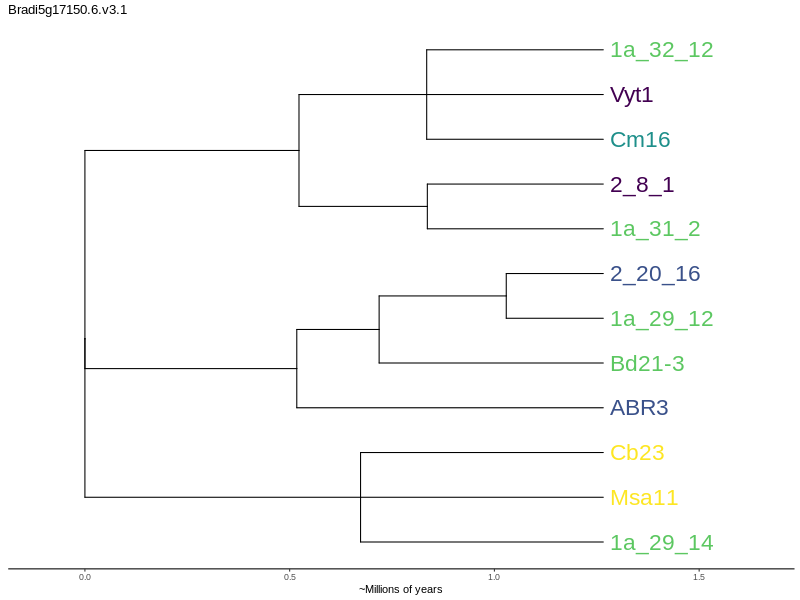 Bradi5g17150.6.v3.1
1a_32_12
Vyt1
Cm16
2_8_1
1a_31_2
2_20_16
1a_29_12
Bd21-3
ABR3
Cb23
Msa11
1a_29_14
0.0 0.5 1.0 1.5
~Millions of years